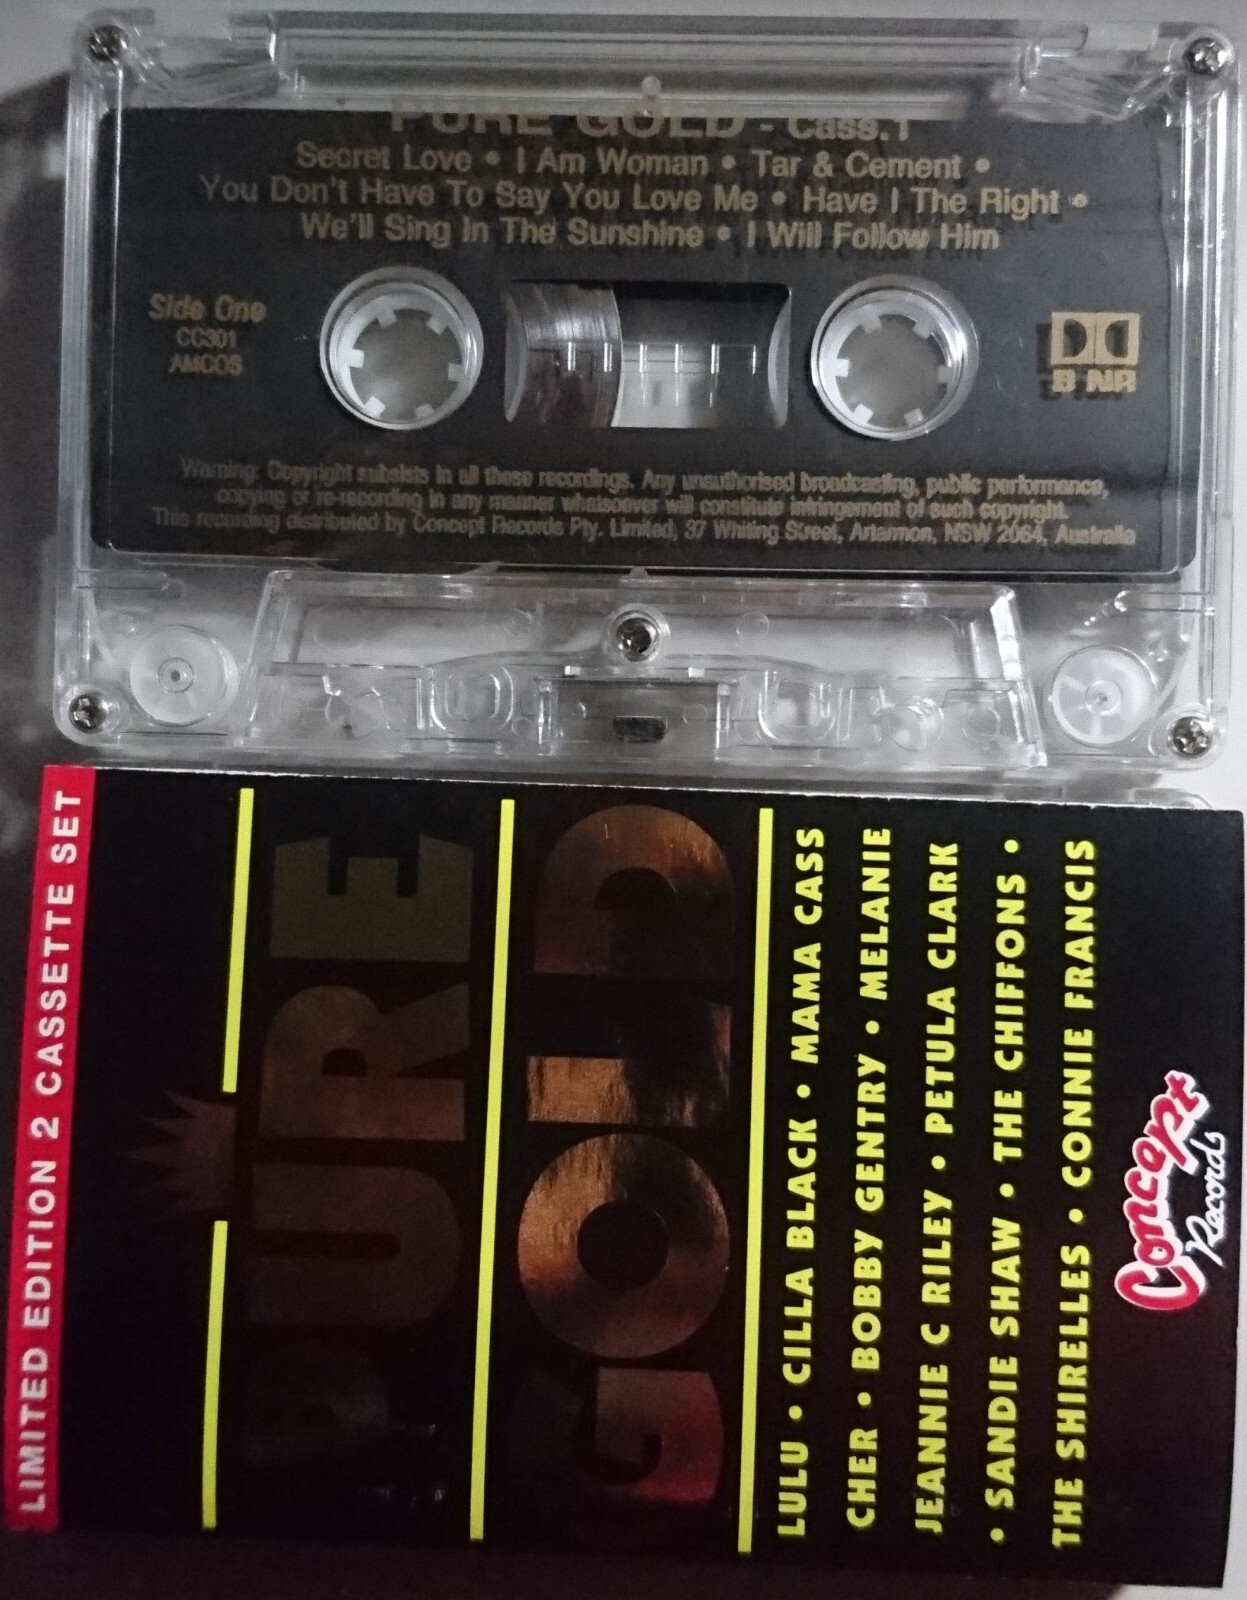 PURE GOLD - Cass.1
Secret Love • I Am Woman • Tar & Cement •
You Don't Have To Say You Love Me • Have I The Right •
We'll Sing In The Sunshine • I Will Follow Him
Side One
CC301
AMCOS
B NR
Warning: Copyright subsists in all these recordings. Any unauthorised broadcasting, public performance,
copying or re-recording in any manner whatsoever will constitute infringement of such copyright.
This recording distributed by Concept Records Pty. Limited, 37 Whiting Street, Artarmon, NSW 2064, Australia
LIMITED EDITION 2 CASSETTE SET
PURE
GOLD
LULU • CILLA BLACK • MAMA CASS
CHER • BOBBY GENTRY • MELANIE
JEANNIE C RILEY • PETULA CLARK
• SANDIE SHAW • THE CHIFFONS •
THE SHIRELLES • CONNIE FRANCIS
Concept
Records